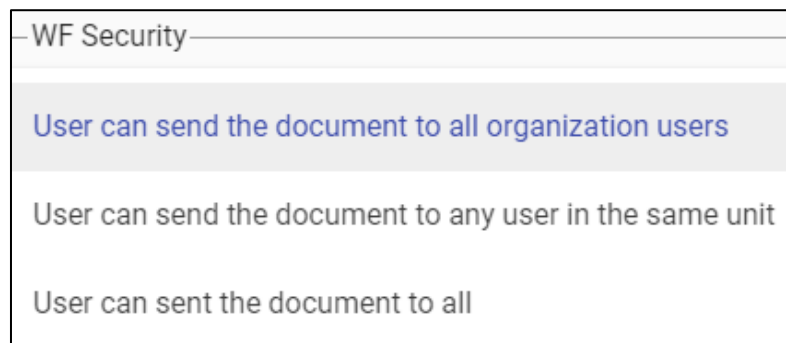 WF Security
User can send the document to all organization users
User can send the document to any user in the same unit
User can sent the document to all